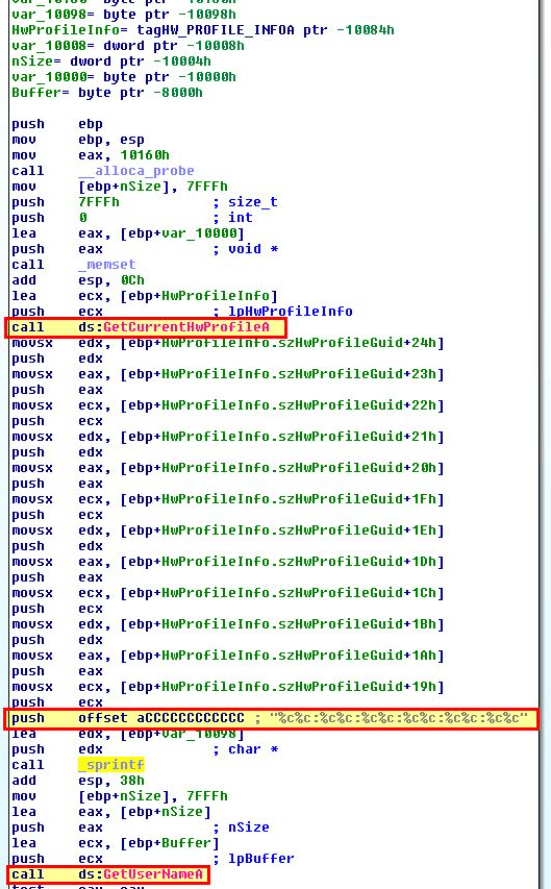 var_10098= byte ptr -10098h
HwProfileInfo= tagHW_PROFILE_INFOA ptr -10084h
var_10008= dword ptr -10008h
nSize= dword ptr -10004h
var_10000= byte ptr -10000h
Buffer= byte ptr -8000h
push ebp
mov ebp, esp
mov eax, 10160h
call __alloca_probe
mov [ebp+nSize], 7FFFh
push 7FFFh ; size_t
push 0 ; int
lea eax, [ebp+var_10000]
push eax ; void *
call _memset
add esp, 0Ch
lea ecx, [ebp+HwProfileInfo]
push ecx ; lpHwProfileInfo
call ds:GetCurrentHwProfileA
movsx edx, [ebp+HwProfileInfo.szHwProfileGuid+24h]
push edx
movsx eax, [ebp+HwProfileInfo.szHwProfileGuid+23h]
push eax
movsx ecx, [ebp+HwProfileInfo.szHwProfileGuid+22h]
push ecx
movsx edx, [ebp+HwProfileInfo.szHwProfileGuid+21h]
push edx
movsx eax, [ebp+HwProfileInfo.szHwProfileGuid+20h]
push eax
movsx ecx, [ebp+HwProfileInfo.szHwProfileGuid+1Fh]
push ecx
movsx edx, [ebp+HwProfileInfo.szHwProfileGuid+1Eh]
push edx
movsx eax, [ebp+HwProfileInfo.szHwProfileGuid+1Dh]
push eax
movsx ecx, [ebp+HwProfileInfo.szHwProfileGuid+1Ch]
push ecx
movsx edx, [ebp+HwProfileInfo.szHwProfileGuid+1Bh]
push edx
movsx eax, [ebp+HwProfileInfo.szHwProfileGuid+1Ah]
push eax
movsx ecx, [ebp+HwProfileInfo.szHwProfileGuid+19h]
push ecx
push offset aCCCCCCCCCCCC ; "%c%c:%c%c:%c%c:%c%c:%c%c:%c%c"
lea edx, [ebp+var_10098]
push edx ; char *
call _sprintf
add esp, 38h
mov [ebp+nSize], 7FFFh
lea eax, [ebp+nSize]
push eax ; nSize
lea ecx, [ebp+Buffer]
push ecx ; lpBuffer
call ds:GetUserNameA